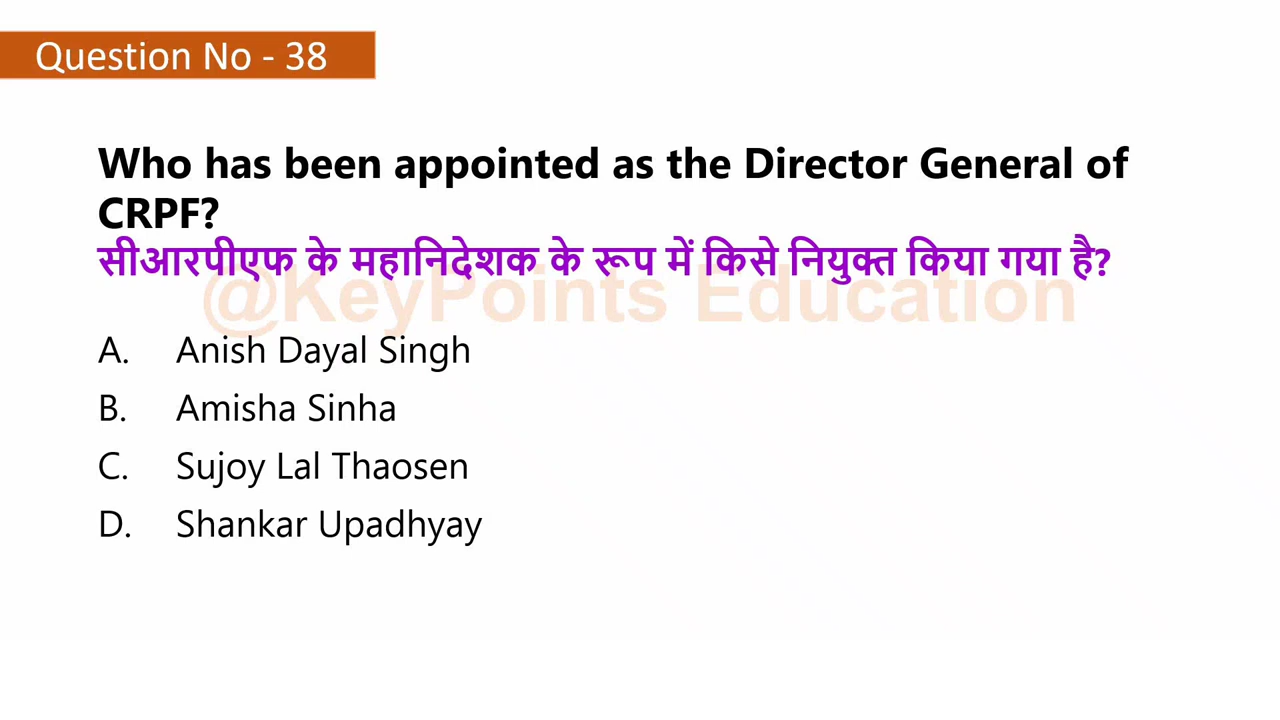 Question No - 38
Who has been appointed as the Director General of
CRPF?
सीआरपीएफ के महानिदेशक के रूप में किसे नियुक्त किया गया है?
@KeyPoints Education
A. Anish Dayal Singh
B. Amisha Sinha
C. Sujoy Lal Thaosen
D. Shankar Upadhyay